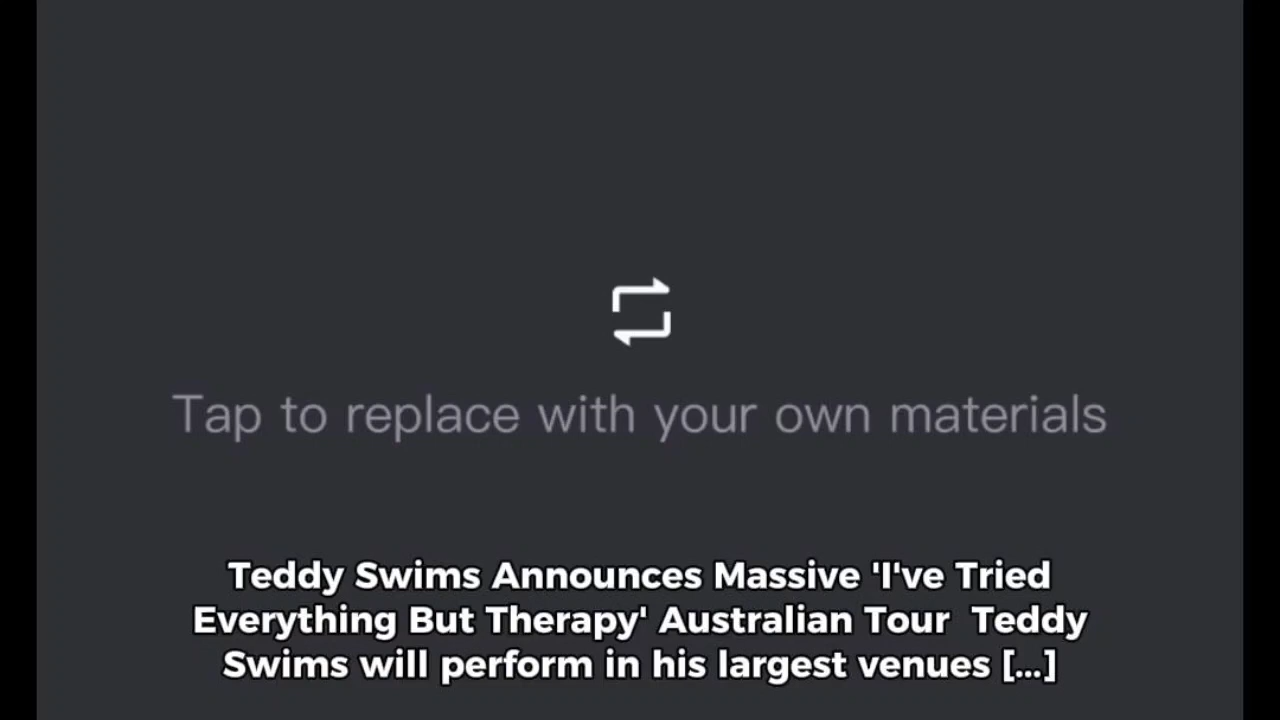 Tap to replace with your own materials
Teddy Swims Announces Massive 'I've Tried
Everything But Therapy' Australian Tour  Teddy
Swims will perform in his largest venues [...]